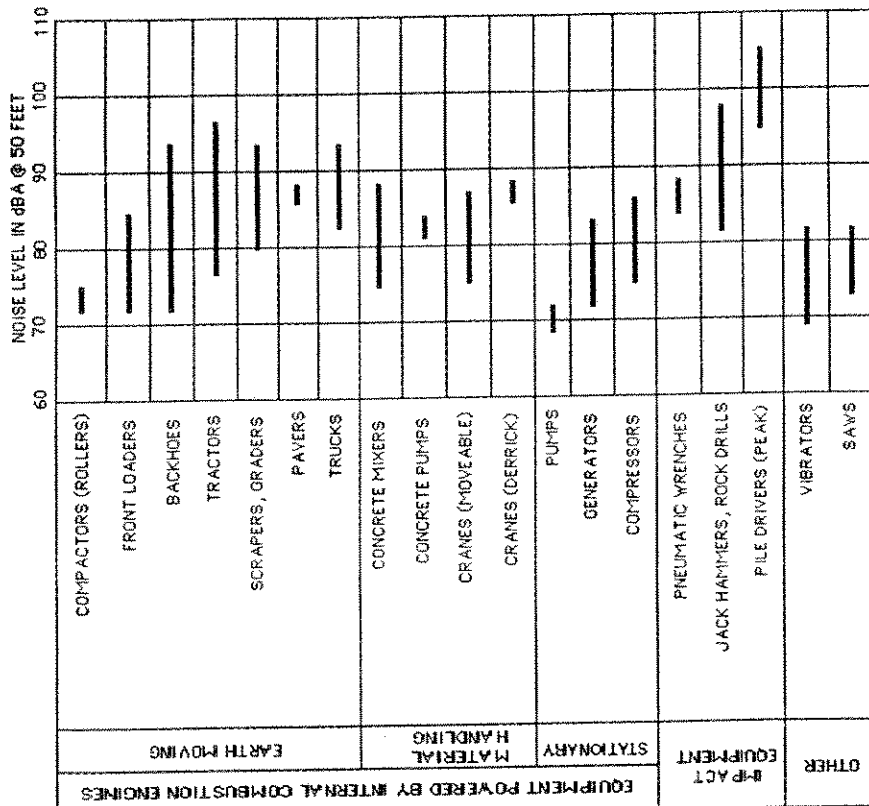 NOISE LEVEL IN dBA @ 50 FEET
60 70 80 90 100 110
EQUIPMENT POWERED BY INTERNAL COMBUSTION ENGINES
EARTH MOVING
COMPACTORS (ROLLERS)
FRONT LOADERS
BACKHOES
TRACTORS
SCRAPERS, GRADERS
PAVERS
TRUCKS
MATERIAL
HANDLING
CONCRETE MIXERS
CONCRETE PUMPS
CRANES (MOVEABLE)
CRANES (DERRICK)
STATIONARY
PUMPS
GENERATORS
COMPRESSORS
IMPACT
EQUIPMENT
PNEUMATIC WRENCHES
JACK HAMMERS, ROCK DRILLS
PILE DRIVERS (PEAK)
OTHER
VIBRATORS
SAWS